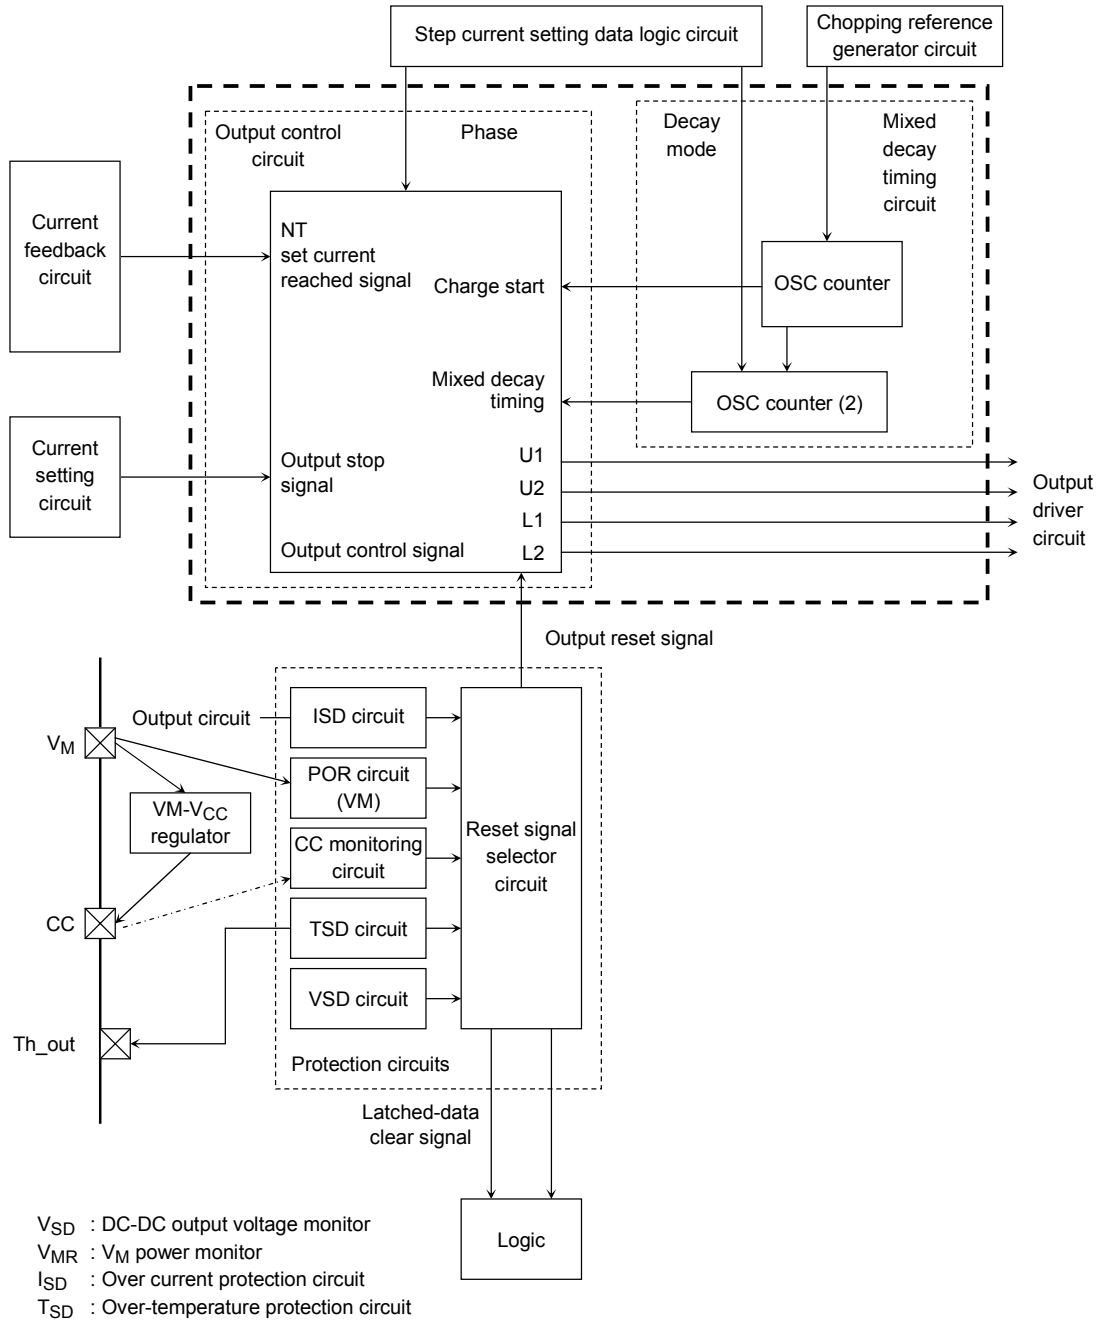 Step current setting data logic circuit
Chopping reference
generator circuit
Output control
circuit
Phase
Decay
mode
Mixed
decay
timing
circuit
Current
feedback
circuit
NT
set current
reached signal
Charge start
OSC counter
Mixed decay
timing
OSC counter (2)
Current
setting
circuit
Output stop
signal
U1
U2
L1
L2
Output control signal
Output
driver
circuit
Output reset signal
Output circuit
ISD circuit
VM
POR circuit
(VM)
VM-VCC
regulator
CC monitoring
circuit
Reset signal
selector
circuit
CC
TSD circuit
VSD circuit
Th_out
Protection circuits
Latched-data
clear signal
Logic
VSD : DC-DC output voltage monitor
VMR : VM power monitor
ISD : Over current protection circuit
TSD : Over-temperature protection circuit